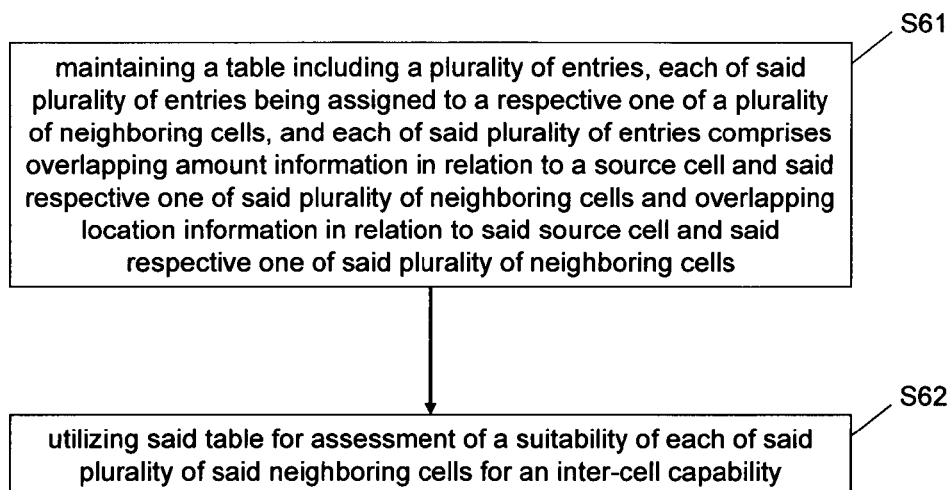 S61
maintaining a table including a plurality of entries, each of said
plurality of entries being assigned to a respective one of a plurality
of neighboring cells, and each of said plurality of entries comprises
overlapping amount information in relation to a source cell and said
respective one of said plurality of neighboring cells and overlapping
location information in relation to said source cell and said
respective one of said plurality of neighboring cells
S62
utilizing said table for assessment of a suitability of each of said
plurality of said neighboring cells for an inter-cell capability